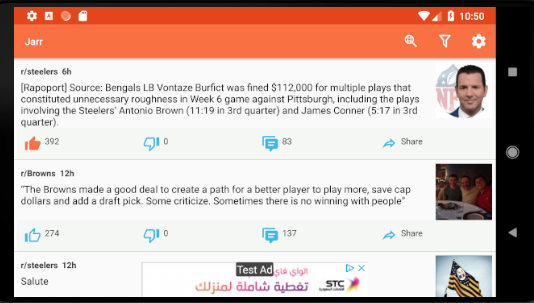 10:50
Jarr
r/steelers 6h
[Rapoport] Source: Bengals LB Vontaze Burfict was fined $112,000 for multiple plays that
constituted unnecessary roughness in Week 6 game against Pittsburgh, including the plays
involving the Steelers' Antonio Brown (11:19 in 3rd quarter) and James Conner (5:17 in 3rd
quarter).
392 0 83 Share
r/Browns 12h
“The Browns made a good deal to create a path for a better player to play more, save cap
dollars and add a draft pick. Some criticize. Sometimes there is no winning with people”
274 0 137 Share
r/steelers 12h
Salute
Test Ad الواي فاي
تغطية شاملة لمنزلك
STC